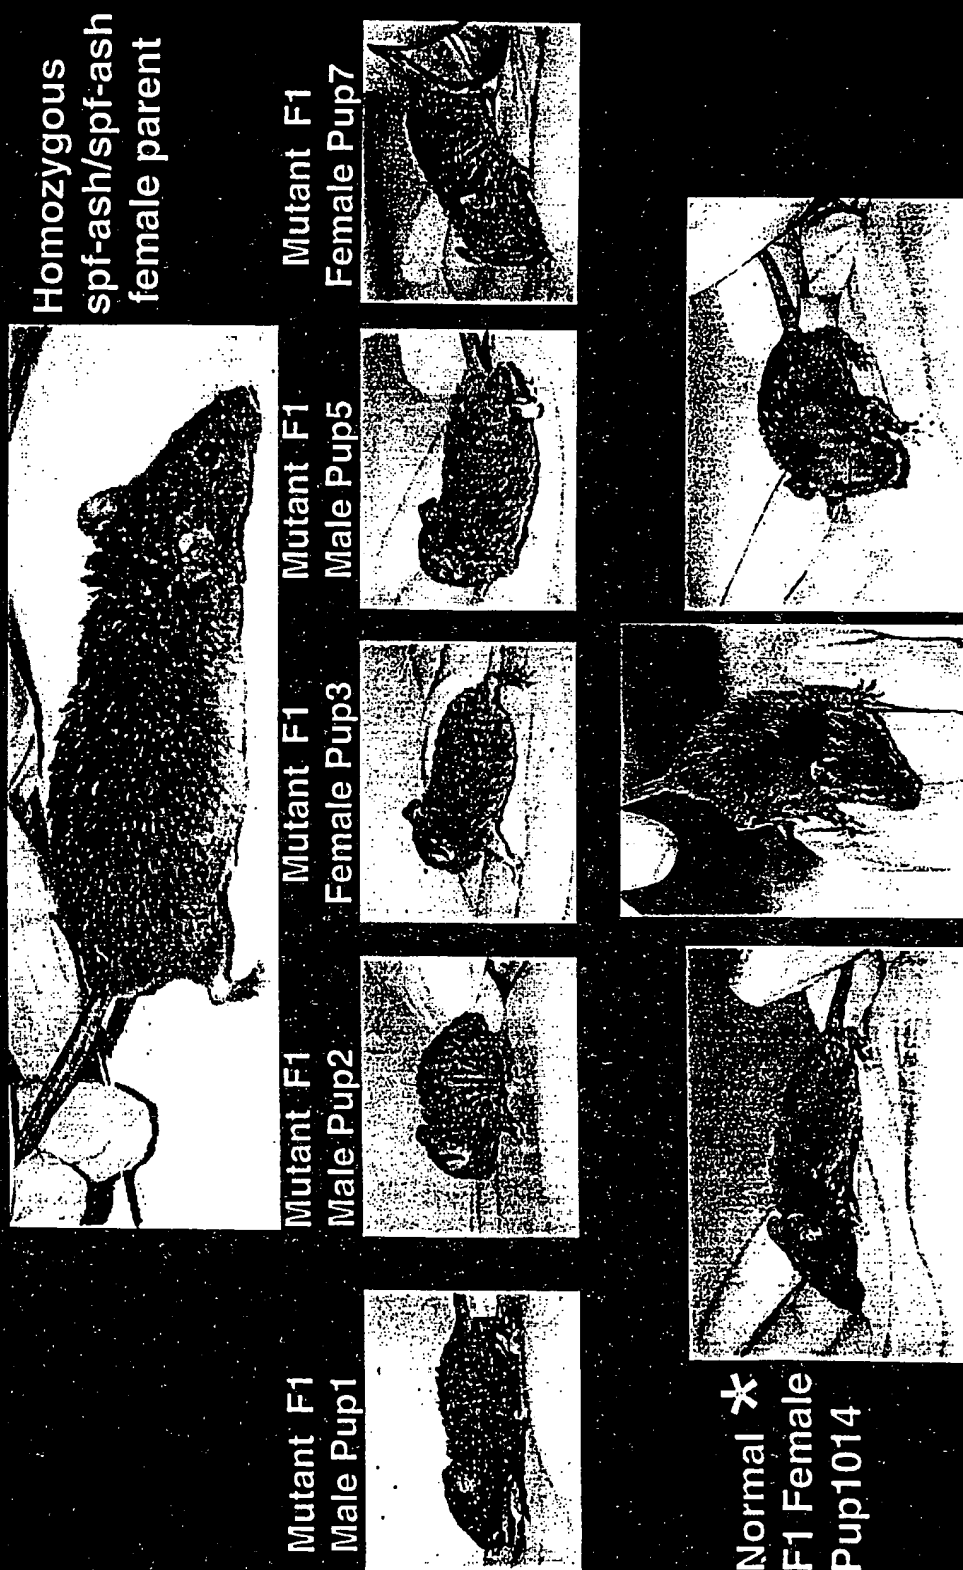 Homozygous
spf-ash/spf-ash
female parent
Mutant F1
Male Pup1
Mutant F1
Male Pup2
Mutant F1
Female Pup3
Mutant F1
Male Pup5
Mutant F1
Female Pup7
Normal *
F1 Female
Pup1014